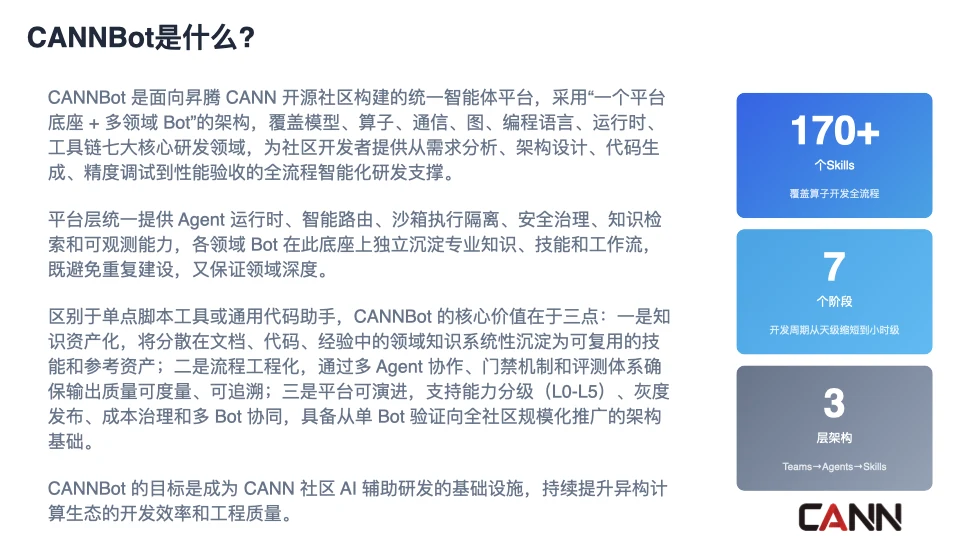 CANNBot是什么?
CANNBot 是面向昇腾 CANN 开源社区构建的统一智能体平台，采用“一个平台
底座 + 多领域 Bot”的架构，覆盖模型、算子、通信、图、编程语言、运行时、
工具链七大核心研发领域，为社区开发者提供从需求分析、架构设计、代码生
成、精度调试到性能验收的全流程智能化研发支撑。
平台层统一提供 Agent 运行时、智能路由、沙箱执行隔离、安全治理、知识检
索和可观测能力，各领域 Bot 在此底座上独立沉淀专业知识、技能和工作流，
既避免重复建设，又保证领域深度。
区别于单点脚本工具或通用代码助手，CANNBot 的核心价值在于三点：一是知
识资产化，将分散在文档、代码、经验中的领域知识系统性沉淀为可复用的技
能和参考资产；二是流程工程化，通过多 Agent 协作、门禁机制和评测体系确
保输出质量可度量、可追溯；三是平台可演进，支持能力分级（L0-L5）、灰度
发布、成本治理和多 Bot 协同，具备从单 Bot 验证向全社区规模化推广的架构
基础。
CANNBot 的目标是成为 CANN 社区 AI 辅助研发的基础设施，持续提升异构计
算生态的开发效率和工程质量。
170+
个Skills
覆盖算子开发全流程
7
个阶段
开发周期从天级缩短到小时级
3
层架构
Teams→Agents→Skills
CANN